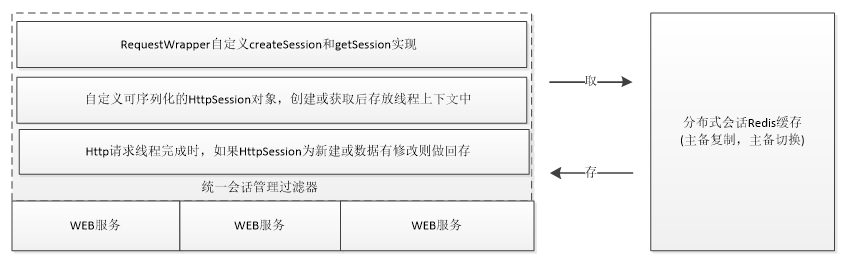 RequestWrapper自定义createSession和getSession实现
自定义可序列化的HttpSession对象，创建或获取后存放线程上下文中
Http请求线程完成时，如果HttpSession为新建或数据有修改则做回存
统一会话管理过滤器
WEB服务
WEB服务
WEB服务
取
存
分布式会话Redis缓存
(主备复制，主备切换)